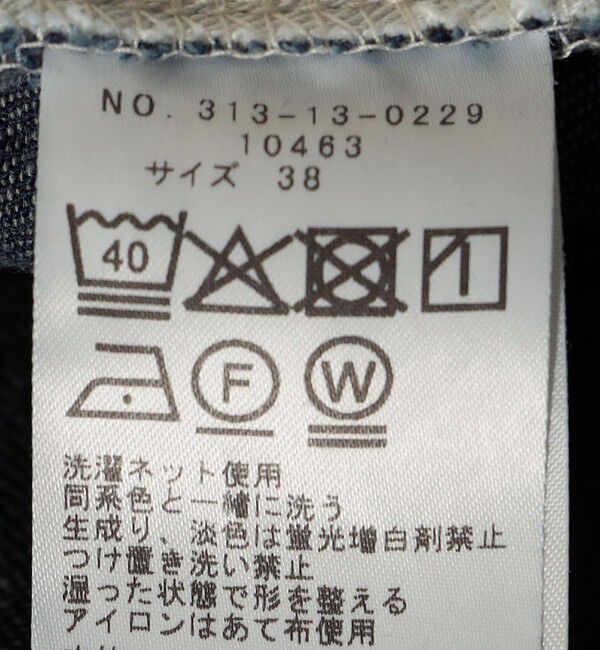 NO. 313-13-0229
10463
サイズ 38
40
F W
洗濯ネット使用
同系色と一緒に洗う
生成り、淡色は蛍光増白剤禁止
つけ置き洗い禁止
湿った状態で形を整える
アイロンはあて布使用